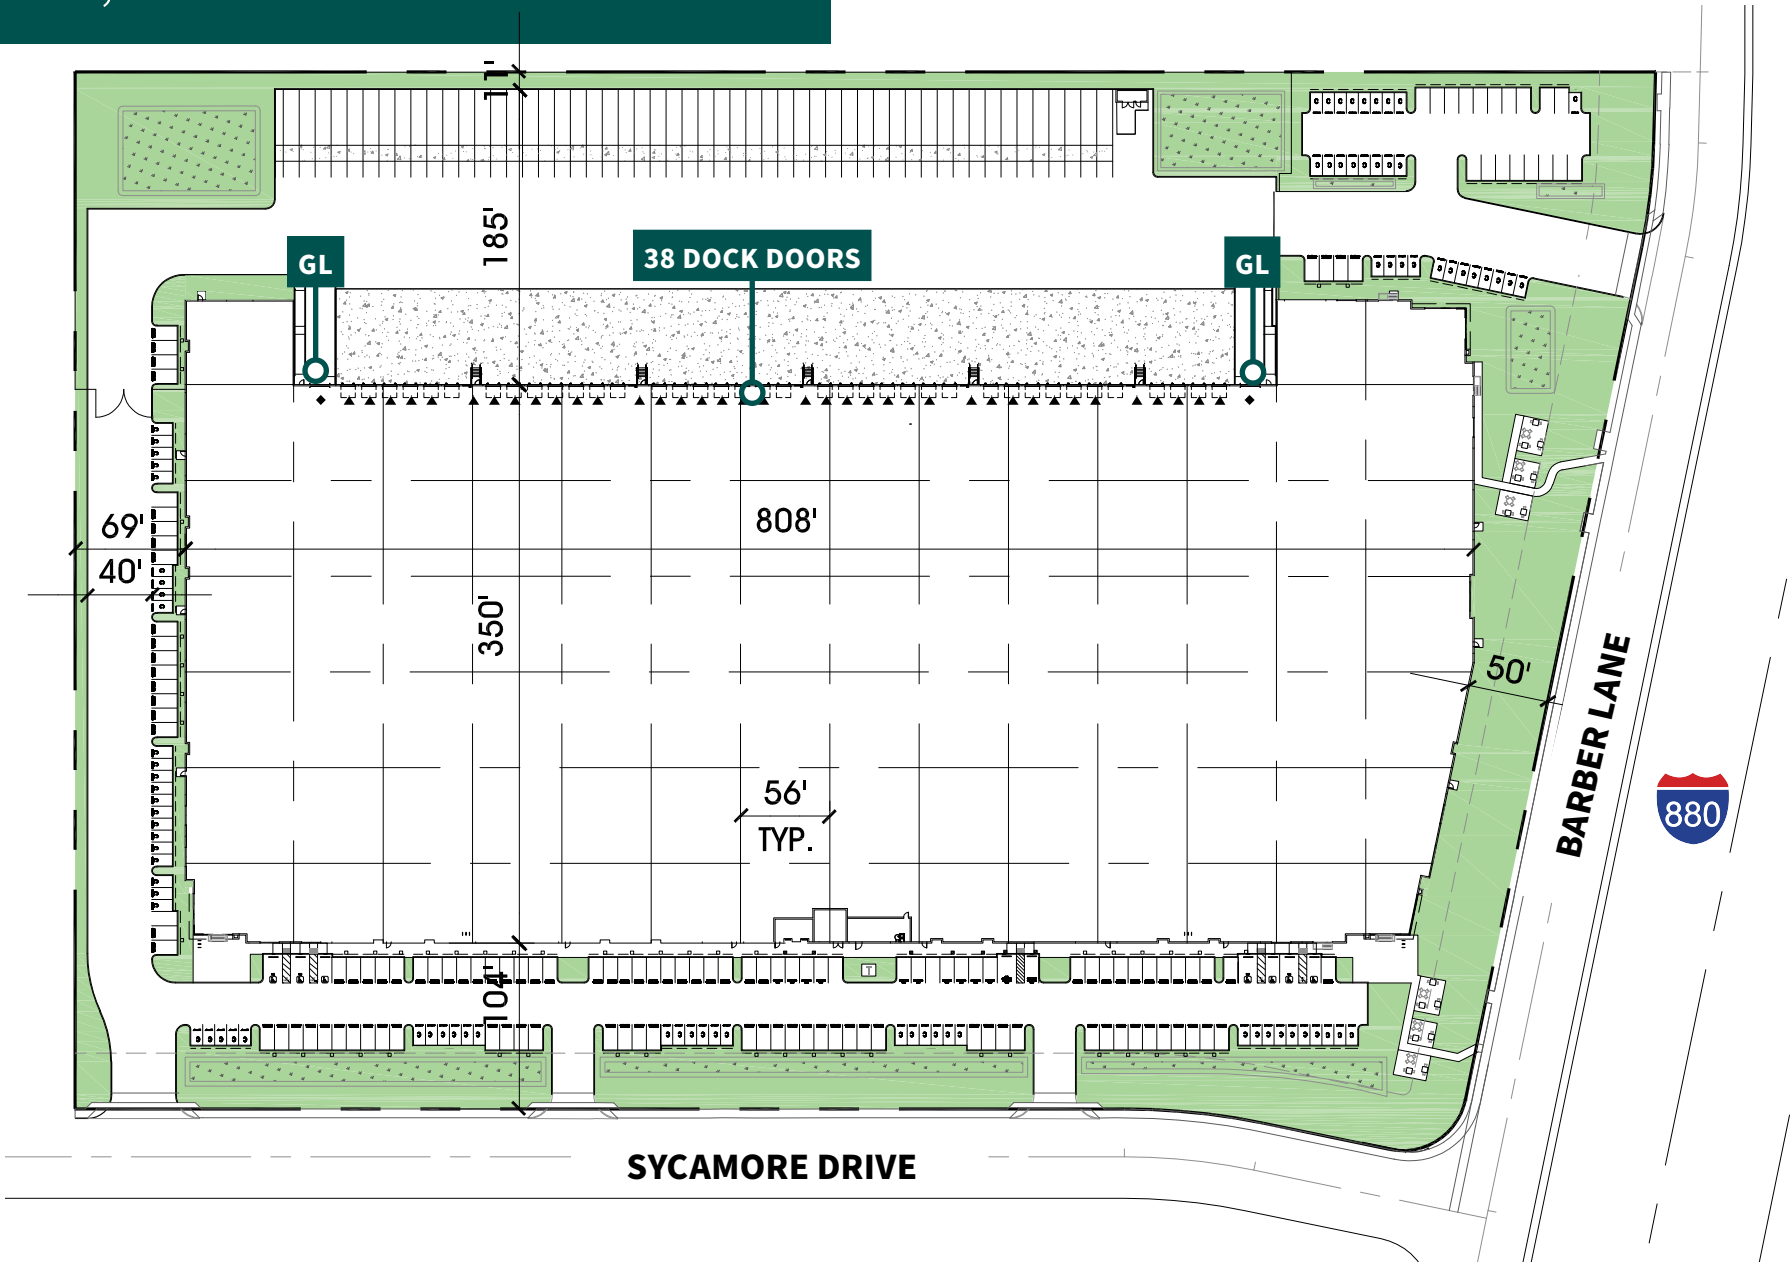 11'
185'
GL
38 DOCK DOORS
GL
69'
808'
40'
350'
50'
BARBER LANE
56'
TYP.
880
104'
T
SYCAMORE DRIVE